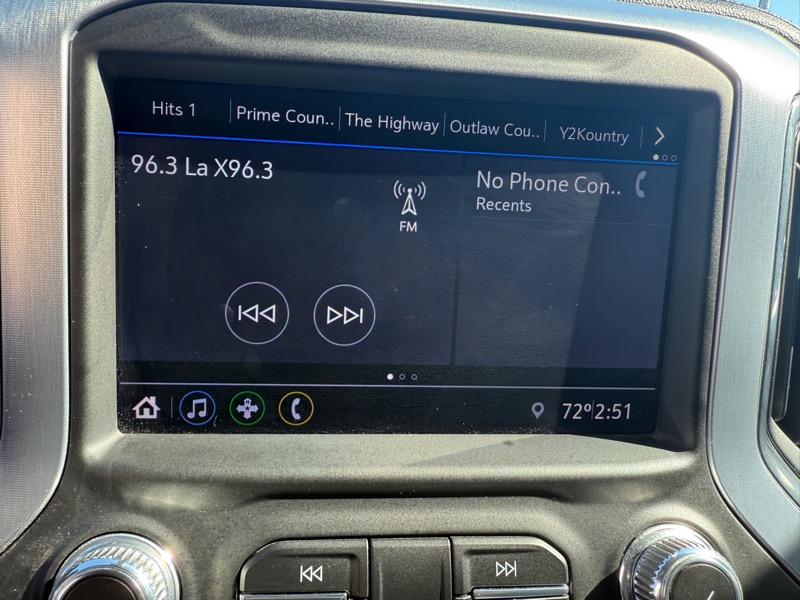 Hits 1 Prime Coun.. The Highway Outlaw Cou.. Y2Kountry
96.3 La X96.3
FM
No Phone Con..
Recents
72° 2:51